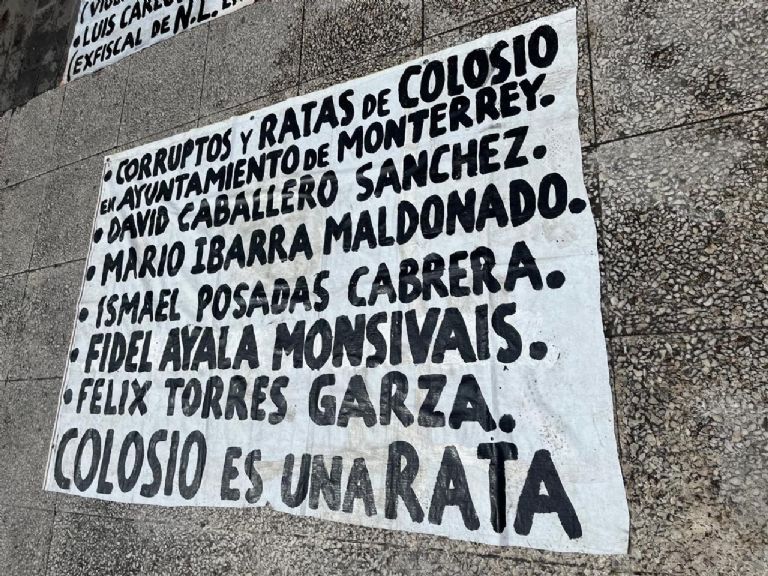 LUIS CARLOS
(EXFISCAL DE N.L.
• CORRUPTOS Y RATAS DE COLOSIO
EN AYUNTAMIENTO DE MONTERREY.
• DAVID CABALLERO SANCHEZ.
• MARIO IBARRA MALDONADO.
• ISMAEL POSADAS CABRERA.
• FIDEL AYALA MONSIVAIS.
• FELIX TORRES GARZA.
COLOSIO ES UNA RATA